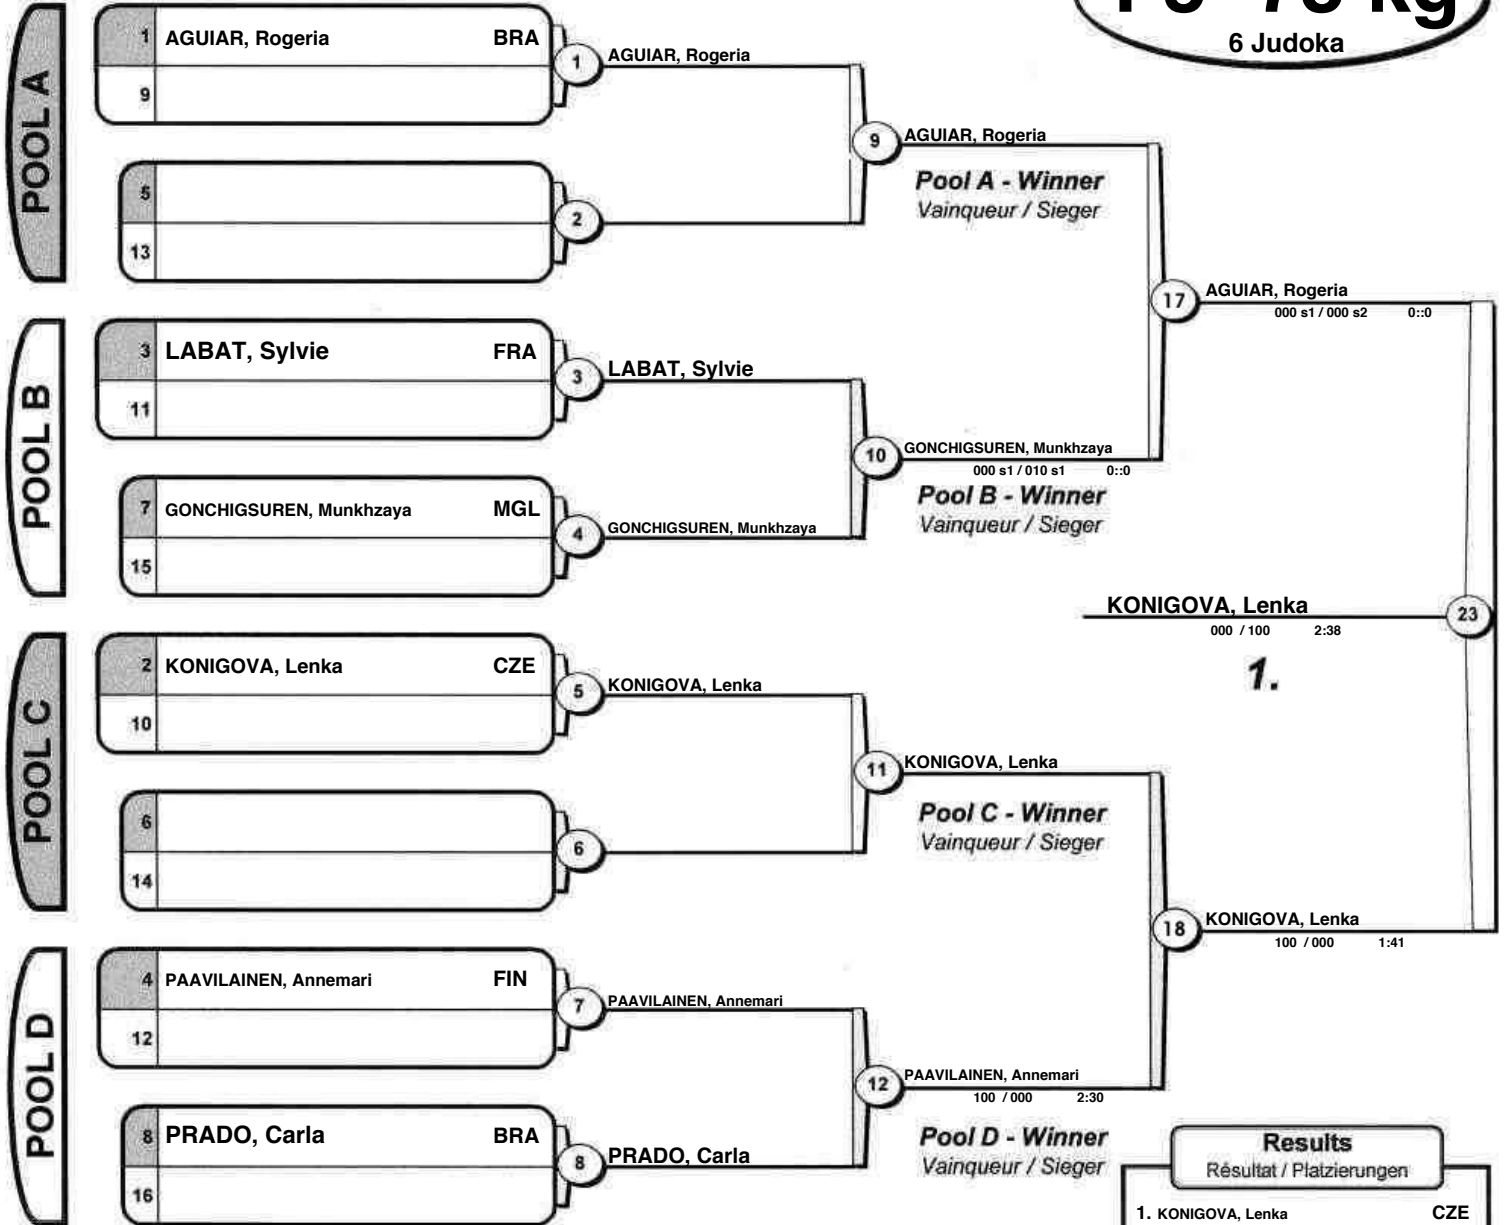 6 Judoka
POOL A
1 AGUIAR, Rogeria BRA
9
1
AGUIAR, Rogeria
5
13
2
9
AGUIAR, Rogeria
Pool A - Winner
Vainqueur / Sieger
POOL B
3 LABAT, Sylvie FRA
11
3
LABAT, Sylvie
7 GONCHIGSUREN, Munkhzaya MGL
15
4
GONCHIGSUREN, Munkhzaya
10
GONCHIGSUREN, Munkhzaya
000 s1 / 010 s1 0::0
Pool B - Winner
Vainqueur / Sieger
17
AGUIAR, Rogeria
000 s1 / 000 s2 0::0
POOL C
2 KONIGOVA, Lenka CZE
10
5
KONIGOVA, Lenka
6
14
6
11
KONIGOVA, Lenka
Pool C - Winner
Vainqueur / Sieger
POOL D
4 PAAVILAINEN, Annemari FIN
12
7
PAAVILAINEN, Annemari
8 PRADO, Carla BRA
16
8
PRADO, Carla
12
PAAVILAINEN, Annemari
100 / 000 2:30
Pool D - Winner
Vainqueur / Sieger
18
KONIGOVA, Lenka
100 / 000 1:41
23
KONIGOVA, Lenka
000 / 100 2:38
1.
Results
Résultat / Platzierungen
1. KONIGOVA, Lenka CZE